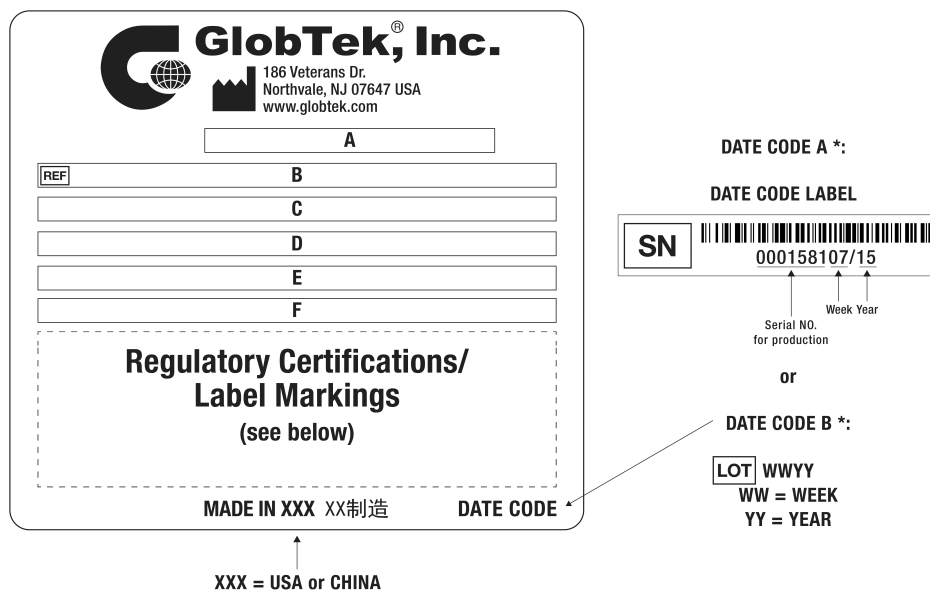 GlobTek,® Inc.
186 Veterans Dr.
Northvale, NJ 07647 USA
www.globtek.com
A
REF B
C
D
E
F
Regulatory Certifications/
Label Markings
(see below)
MADE IN XXX XX制造 DATE CODE
XXX = USA or CHINA
DATE CODE A *:
DATE CODE LABEL
SN
000158107/15
Week Year
Serial NO.
for production
or
DATE CODE B *:
LOT WWYY
WW = WEEK
YY = YEAR